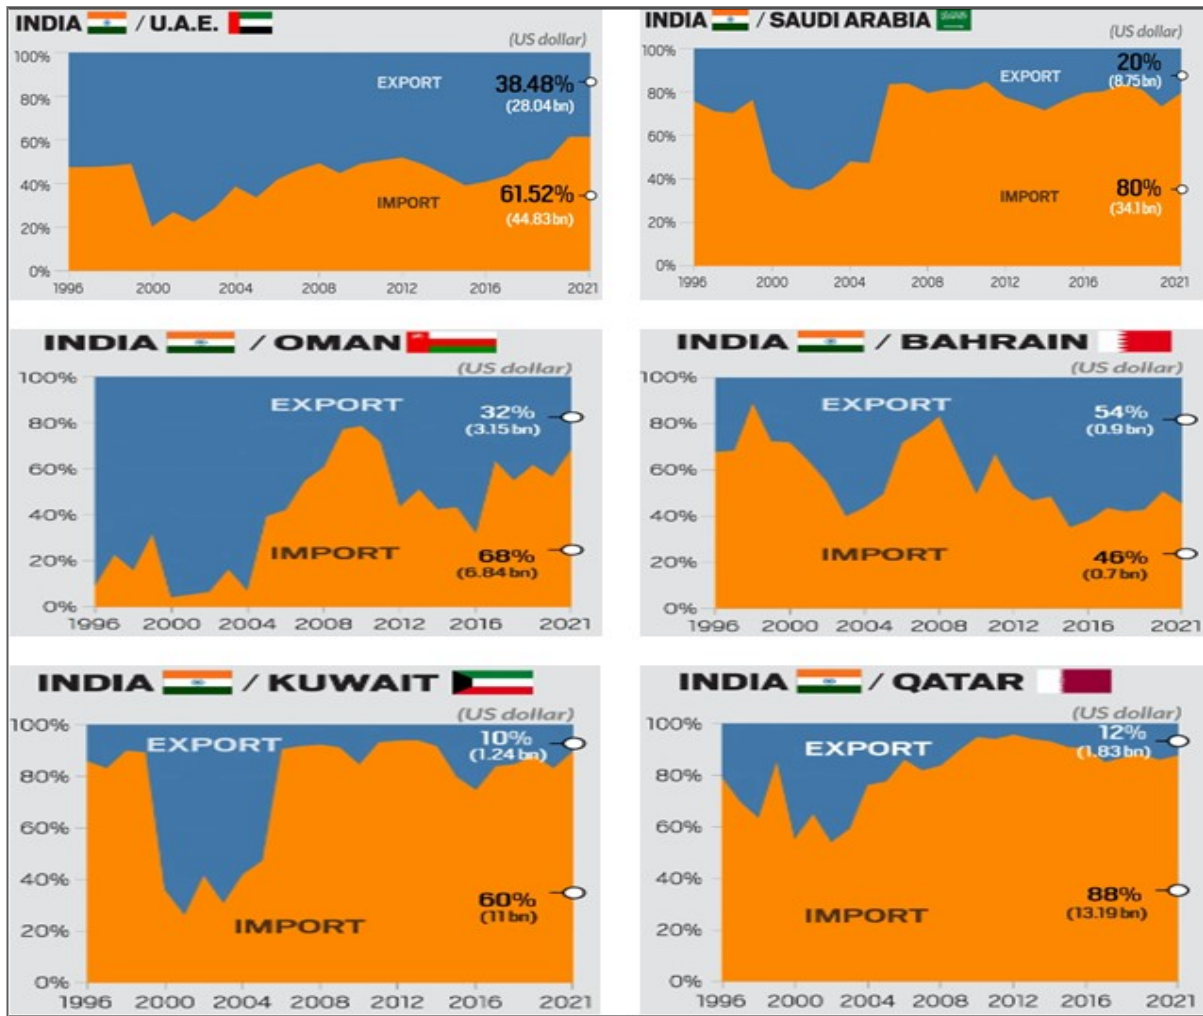 INDIA / U.A.E.
(US dollar)
100%
80%
60%
40%
20%
0%
EXPORT
38.48%
(28.04 bn)
IMPORT
61.52%
(44.83 bn)
1996 2000 2004 2008 2012 2016 2021
INDIA / SAUDI ARABIA
(US dollar)
100%
80%
60%
40%
20%
0%
EXPORT
20%
(8.75 bn)
IMPORT
80%
(34.1 bn)
1996 2000 2004 2008 2012 2016 2021
INDIA / OMAN
(US dollar)
100%
80%
60%
40%
20%
0%
EXPORT
32%
(3.15 bn)
IMPORT
68%
(6.84 bn)
1996 2000 2004 2008 2012 2016 2021
INDIA / BAHRAIN
(US dollar)
100%
80%
60%
40%
20%
0%
EXPORT
54%
(0.9 bn)
IMPORT
46%
(0.7 bn)
1996 2000 2004 2008 2012 2016 2021
INDIA / KUWAIT
(US dollar)
100%
80%
60%
40%
20%
0%
EXPORT
10%
(1.24 bn)
IMPORT
60%
(11 bn)
1996 2000 2004 2008 2012 2016 2021
INDIA / QATAR
(US dollar)
100%
80%
60%
40%
20%
0%
EXPORT
12%
(1.83 bn)
IMPORT
88%
(13.19 bn)
1996 2000 2004 2008 2012 2016 2021